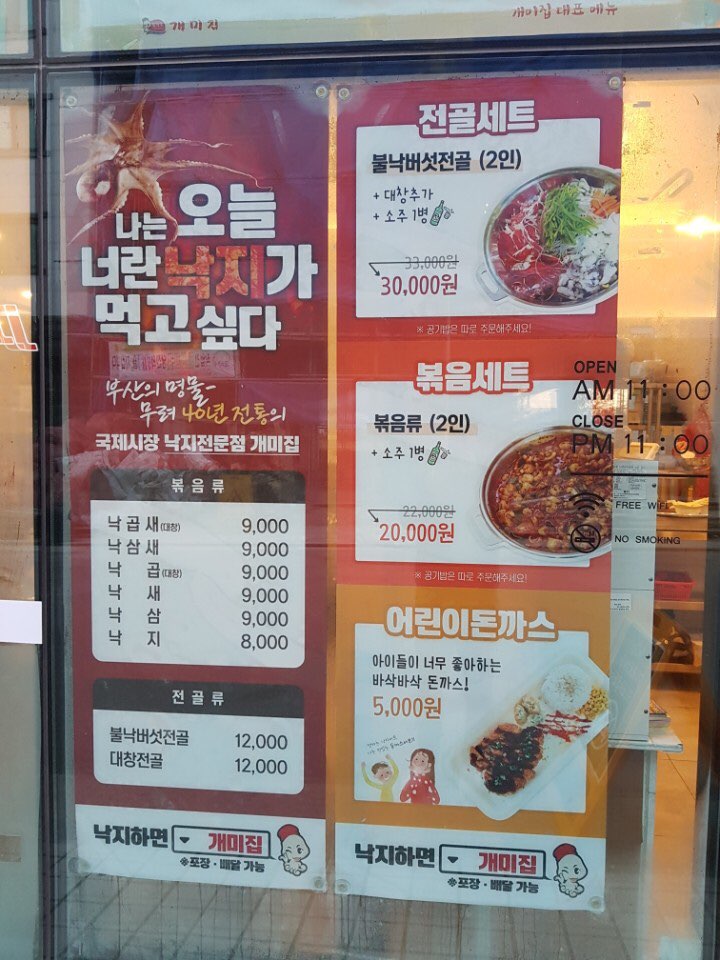 개미집
개미집 대표 메뉴
나는 오늘
너란 낙지가
먹고 싶다
부산의 명물-
무려 40년 전통의
국제시장 낙지전문점 개미집
볶음류
낙곱새(대창) 9,000
낙삼새 9,000
낙곱(대창) 9,000
낙새 9,000
낙삼 9,000
낙지 8,000
전골류
불낙버섯전골 12,000
대창전골 12,000
낙지하면 개미집
※포장·배달 가능
전골세트
불낙버섯전골 (2인)
+ 대창추가
+ 소주 1병
33,000원
30,000원
※ 공기밥은 따로 주문해주세요!
볶음세트
볶음류 (2인)
+ 소주 1병
22,000원
20,000원
※ 공기밥은 따로 주문해주세요!
어린이돈까스
아이들이 너무 좋아하는
바삭바삭 돈까스!
5,000원
낙지하면 개미집
※포장·배달 가능
OPEN
AM 11:00
CLOSE
PM 11:00
FREE WIFI
NO SMOKING